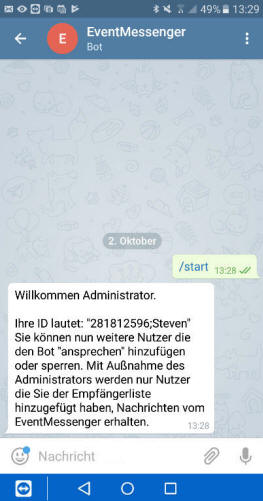 49% 13:29
E
EventMessenger
Bot
2. Oktober
/start 13:28
Willkommen Administrator.
Ihre ID lautet: "281812596;Steven"
Sie können nun weitere Nutzer die
den Bot "ansprechen" hinzufügen
oder sperren. Mit Außnahme des
Administrators werden nur Nutzer
die Sie der Empfängerliste
hinzugefügt haben, Nachrichten vom
EventMessenger erhalten. 13:28
Nachricht